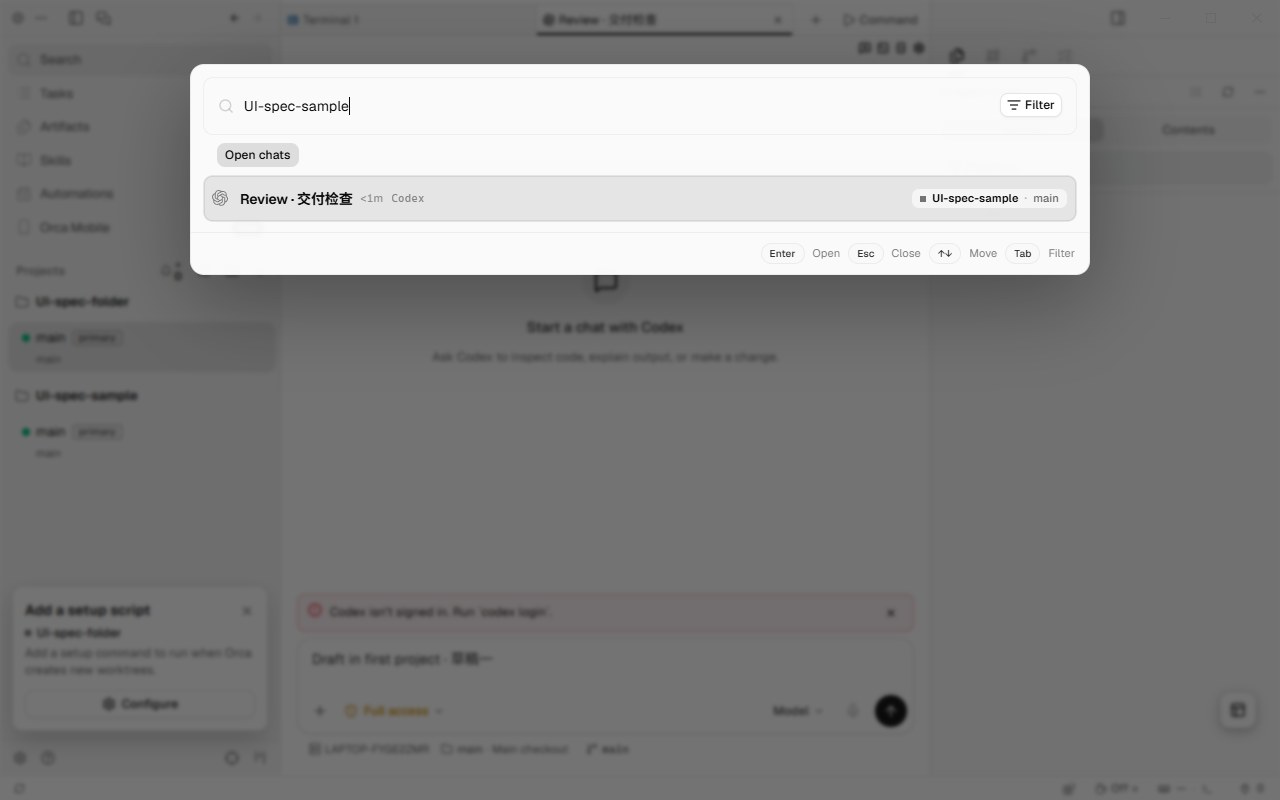 Terminal 1
Review · 交付检查
Command
Search
UI-spec-sample
Filter
Tasks
Artifacts
Contents
Open chats
Skills
Review · 交付检查 <1m Codex UI-spec-sample · main
Automations
Orca Mobile
Enter Open Esc Close ↑↓ Move Tab Filter
Projects
UI-spec-folder
main primary
main
Start a chat with Codex
Ask Codex to inspect code, explain output, or make a change.
UI-spec-sample
main primary
main
Add a setup script
UI-spec-folder
Add a setup command to run when Orca
creates new worktrees.
Configure
Codex isn't signed in. Run `codex login`.
Draft in first project · 草稿一
Full access
Model
main · Main checkout
main
Off
0